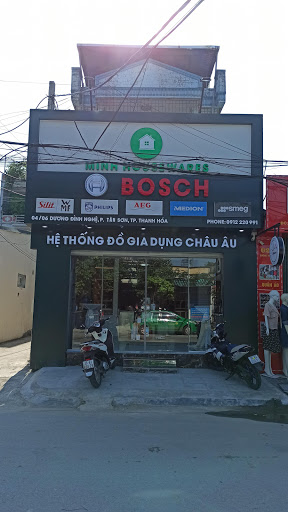 MINH HOUSEWARES
BOSCH
Silit WMF PHILIPS AEG MEDION smeg
04/06 DƯƠNG ĐÌNH NGHỆ, P. TÂN SƠN, TP. THANH HÓA PHONE: 0912 220 991
HỆ THỐNG ĐỒ GIA DỤNG CHÂU ÂU